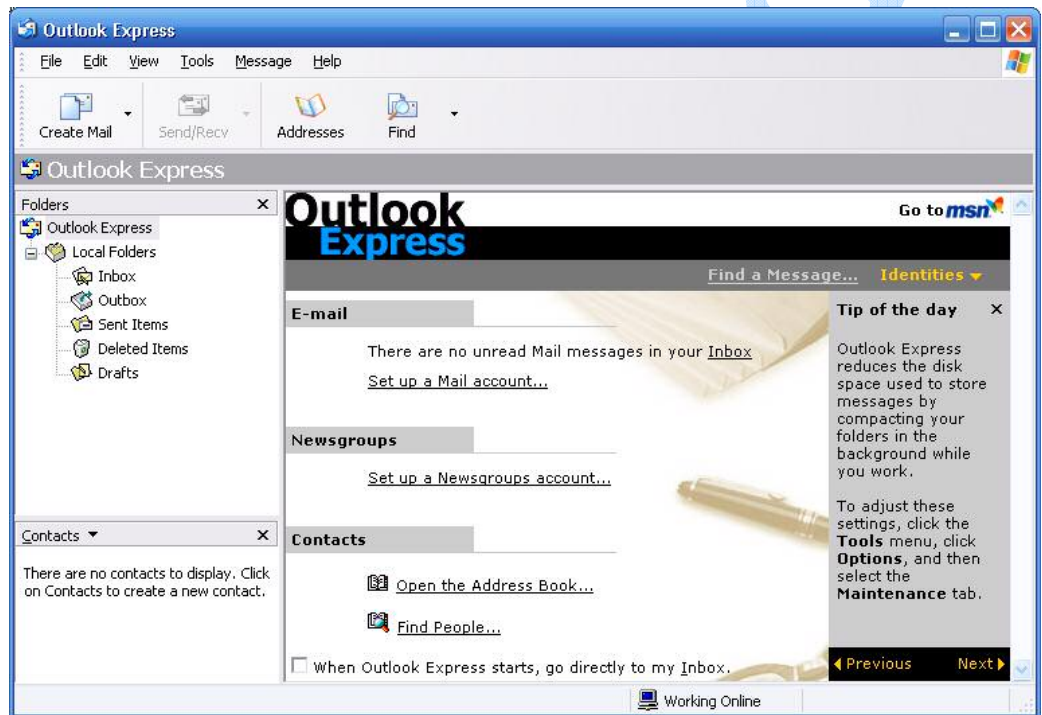 Outlook Express
File Edit View Tools Message Help
Create Mail Send/Recv Addresses Find
Outlook Express
Folders
Outlook Express
Local Folders
Inbox
Outbox
Sent Items
Deleted Items
Drafts
Contacts
There are no contacts to display. Click
on Contacts to create a new contact.
Outlook
Express
Go to msn
Find a Message... Identities
E-mail
There are no unread Mail messages in your Inbox
Set up a Mail account...
Newsgroups
Set up a Newsgroups account...
Contacts
Open the Address Book...
Find People...
When Outlook Express starts, go directly to my Inbox.
Tip of the day
Outlook Express
reduces the disk
space used to store
messages by
compacting your
folders in the
background while
you work.
To adjust these
settings, click the
Tools menu, click
Options, and then
select the
Maintenance tab.
Previous Next
Working Online